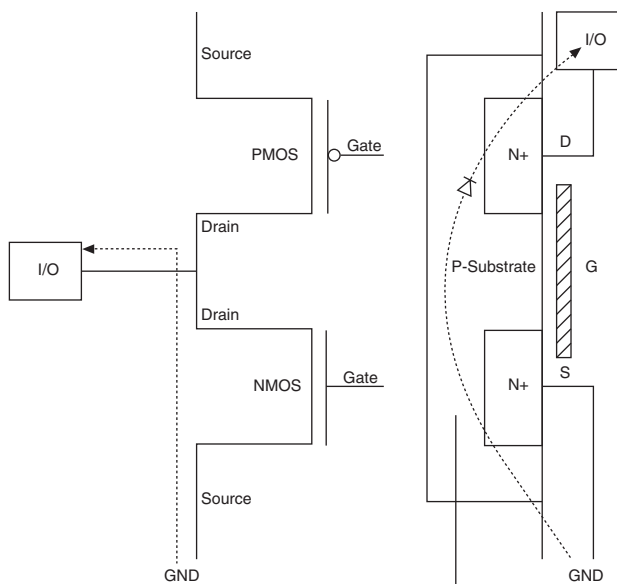 Source
PMOS
Gate
Drain
I/O
Drain
Gate
NMOS
Source
GND
I/O
N+
D
P-Substrate
G
S
N+
GND